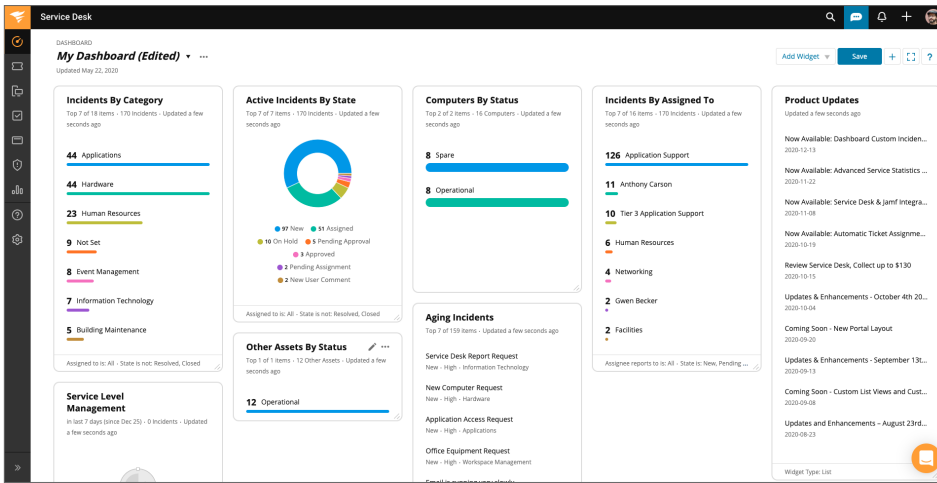 Service Desk
DASHBOARD
My Dashboard (Edited)
Updated May 22, 2020
Add Widget
Save
+
?
Incidents By Category
Top 7 of 18 items - 170 Incidents - Updated a few
seconds ago
44 Applications
44 Hardware
23 Human Resources
9 Not Set
8 Event Management
7 Information Technology
5 Building Maintenance
Assigned to is: All - State is not: Resolved, Closed
Service Level
Management
in last 7 days (since Dec 25) - 0 Incidents - Updated
a few seconds ago
Active Incidents By State
Top 7 of 7 items - 170 Incidents - Updated a few
seconds ago
97 New 51 Assigned
10 On Hold 5 Pending Approval
3 Approved
2 Pending Assignment
2 New User Comment
Assigned to is: All - State is not: Resolved, Closed
Other Assets By Status
Top 1 of 1 items - 12 Other Assets - Updated a few
seconds ago
12 Operational
Computers By Status
Top 2 of 2 items - 16 Computers - Updated a few
seconds ago
8 Spare
8 Operational
Aging Incidents
Top 7 of 159 items - Updated a few seconds ago
Service Desk Report Request
New - High - Information Technology
New Computer Request
New - High - Hardware
Application Access Request
New - High - Applications
Office Equipment Request
New - High - Workspace Management
Email is running very slowly
Incidents By Assigned To
Top 7 of 16 items - 170 Incidents - Updated a few
seconds ago
126 Application Support
11 Anthony Carson
10 Tier 3 Application Support
6 Human Resources
4 Networking
2 Gwen Becker
2 Facilities
Assignee reports to is: All - State is: New, Pending ...
Product Updates
Updated a few seconds ago
Now Available: Dashboard Custom Inciden...
2020-12-13
Now Available: Advanced Service Statistics ...
2020-11-22
Now Available: Service Desk & Jamf Integra...
2020-11-08
Now Available: Automatic Ticket Assignme...
2020-10-19
Review Service Desk, Collect up to $130
2020-10-15
Updates & Enhancements - October 4th 20...
2020-10-04
Coming Soon - New Portal Layout
2020-09-20
Updates & Enhancements - September 13t...
2020-09-13
Coming Soon - Custom List Views and Cust...
2020-09-08
Updates and Enhancements – August 23rd...
2020-08-23
Widget Type: List